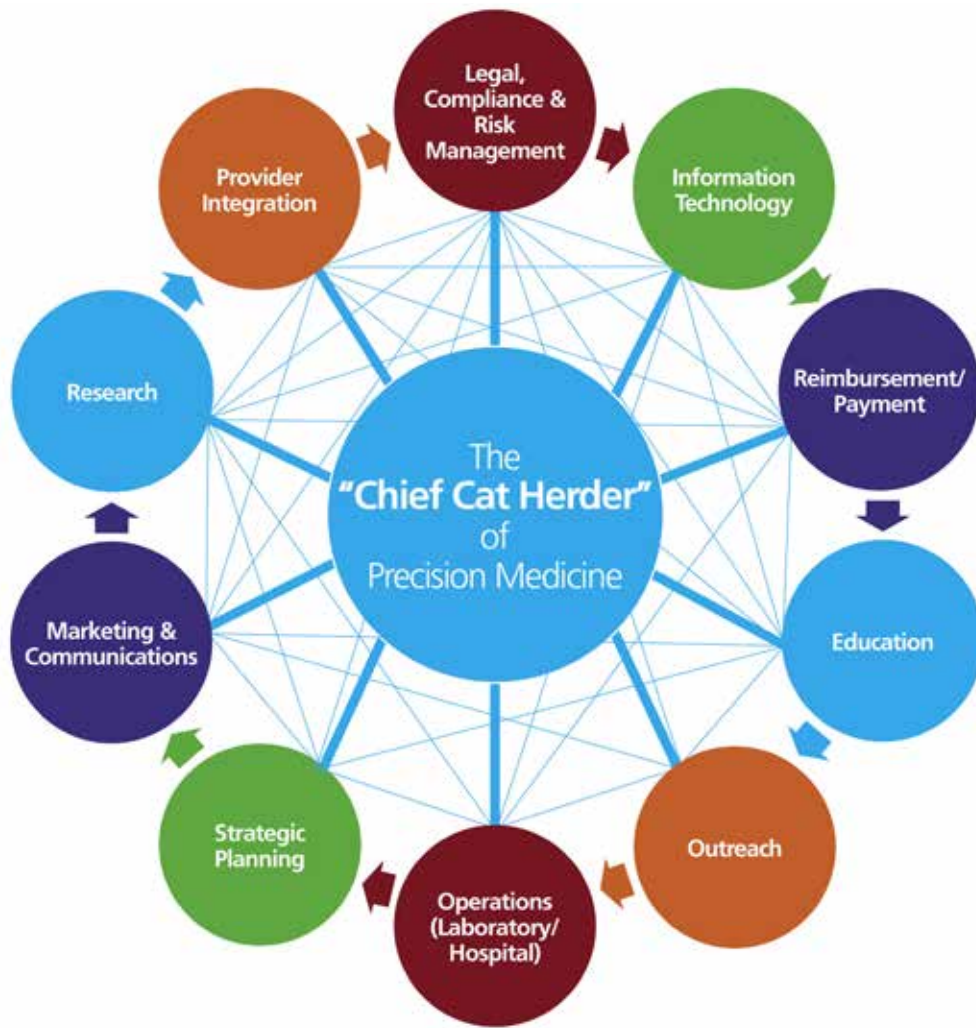 Legal,
Compliance &
Risk
Management
Information
Technology
Reimbursement/
Payment
Education
Outreach
Operations
(Laboratory/
Hospital)
Strategic
Planning
Marketing &
Communications
Research
Provider
Integration
The
"Chief Cat Herder"
of
Precision Medicine